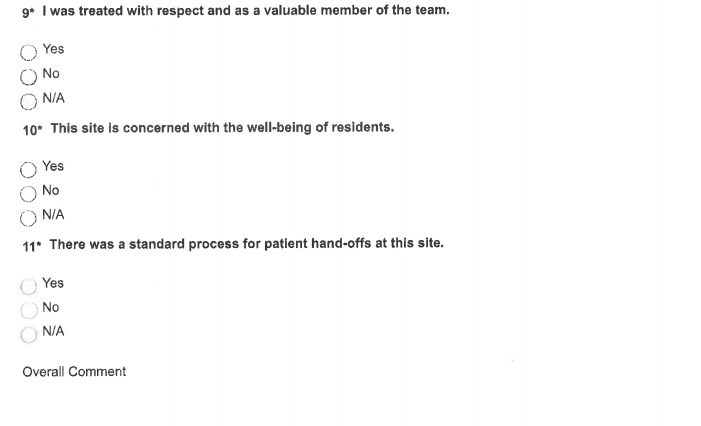 9* I was treated with respect and as a valuable member of the team.
Yes
No
N/A
10* This site is concerned with the well-being of residents.
Yes
No
N/A
11* There was a standard process for patient hand-offs at this site.
Yes
No
N/A
Overall Comment